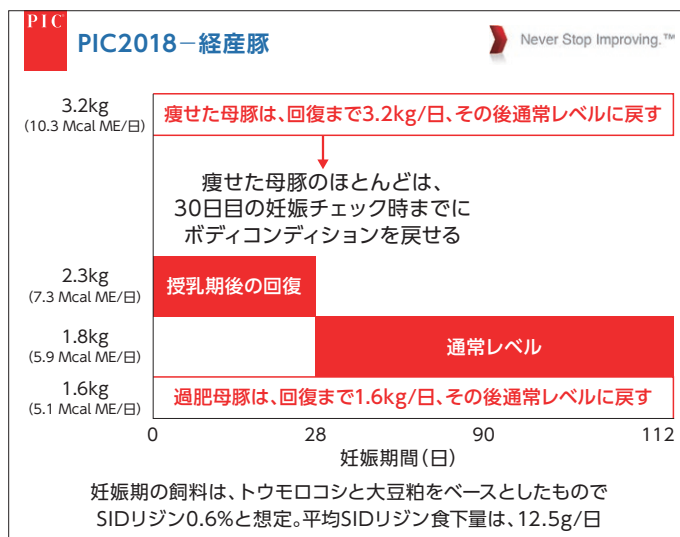 PIC
PIC2018－経産豚
Never Stop Improving.™
3.2kg
(10.3 Mcal ME/日)
痩せた母豚は、回復まで3.2kg/日、その後通常レベルに戻す
痩せた母豚のほとんどは、
30日目の妊娠チェック時までに
ボディコンディションを戻せる
2.3kg
(7.3 Mcal ME/日)
授乳期後の回復
1.8kg
(5.9 Mcal ME/日)
通常レベル
1.6kg
(5.1 Mcal ME/日)
過肥母豚は、回復まで1.6kg/日、その後通常レベルに戻す
0 28 90 112
妊娠期間（日）
妊娠期の飼料は、トウモロコシと大豆粕をベースとしたもので
SIDリジン0.6%と想定。平均SIDリジン食下量は、12.5g/日